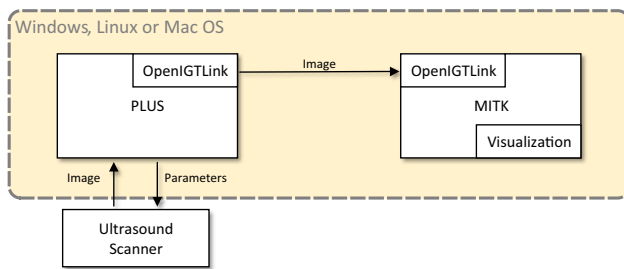 Windows, Linux or Mac OS
OpenIGTLink
PLUS
Image
OpenIGTLink
MITK
Visualization
Image
Parameters
Ultrasound
Scanner